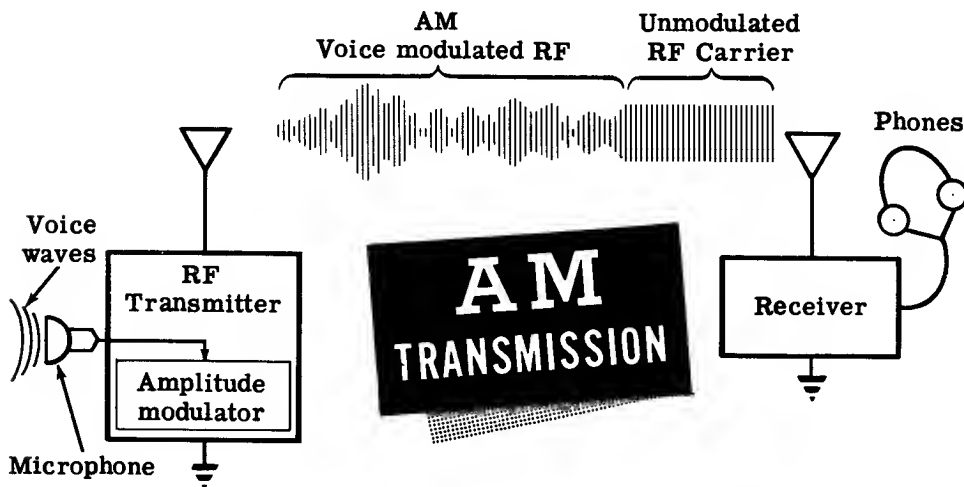 AM
Voice modulated RF
Unmodulated
RF Carrier
Phones
Voice
waves
RF
Transmitter
Amplitude
modulator
Microphone
AM
TRANSMISSION
Receiver